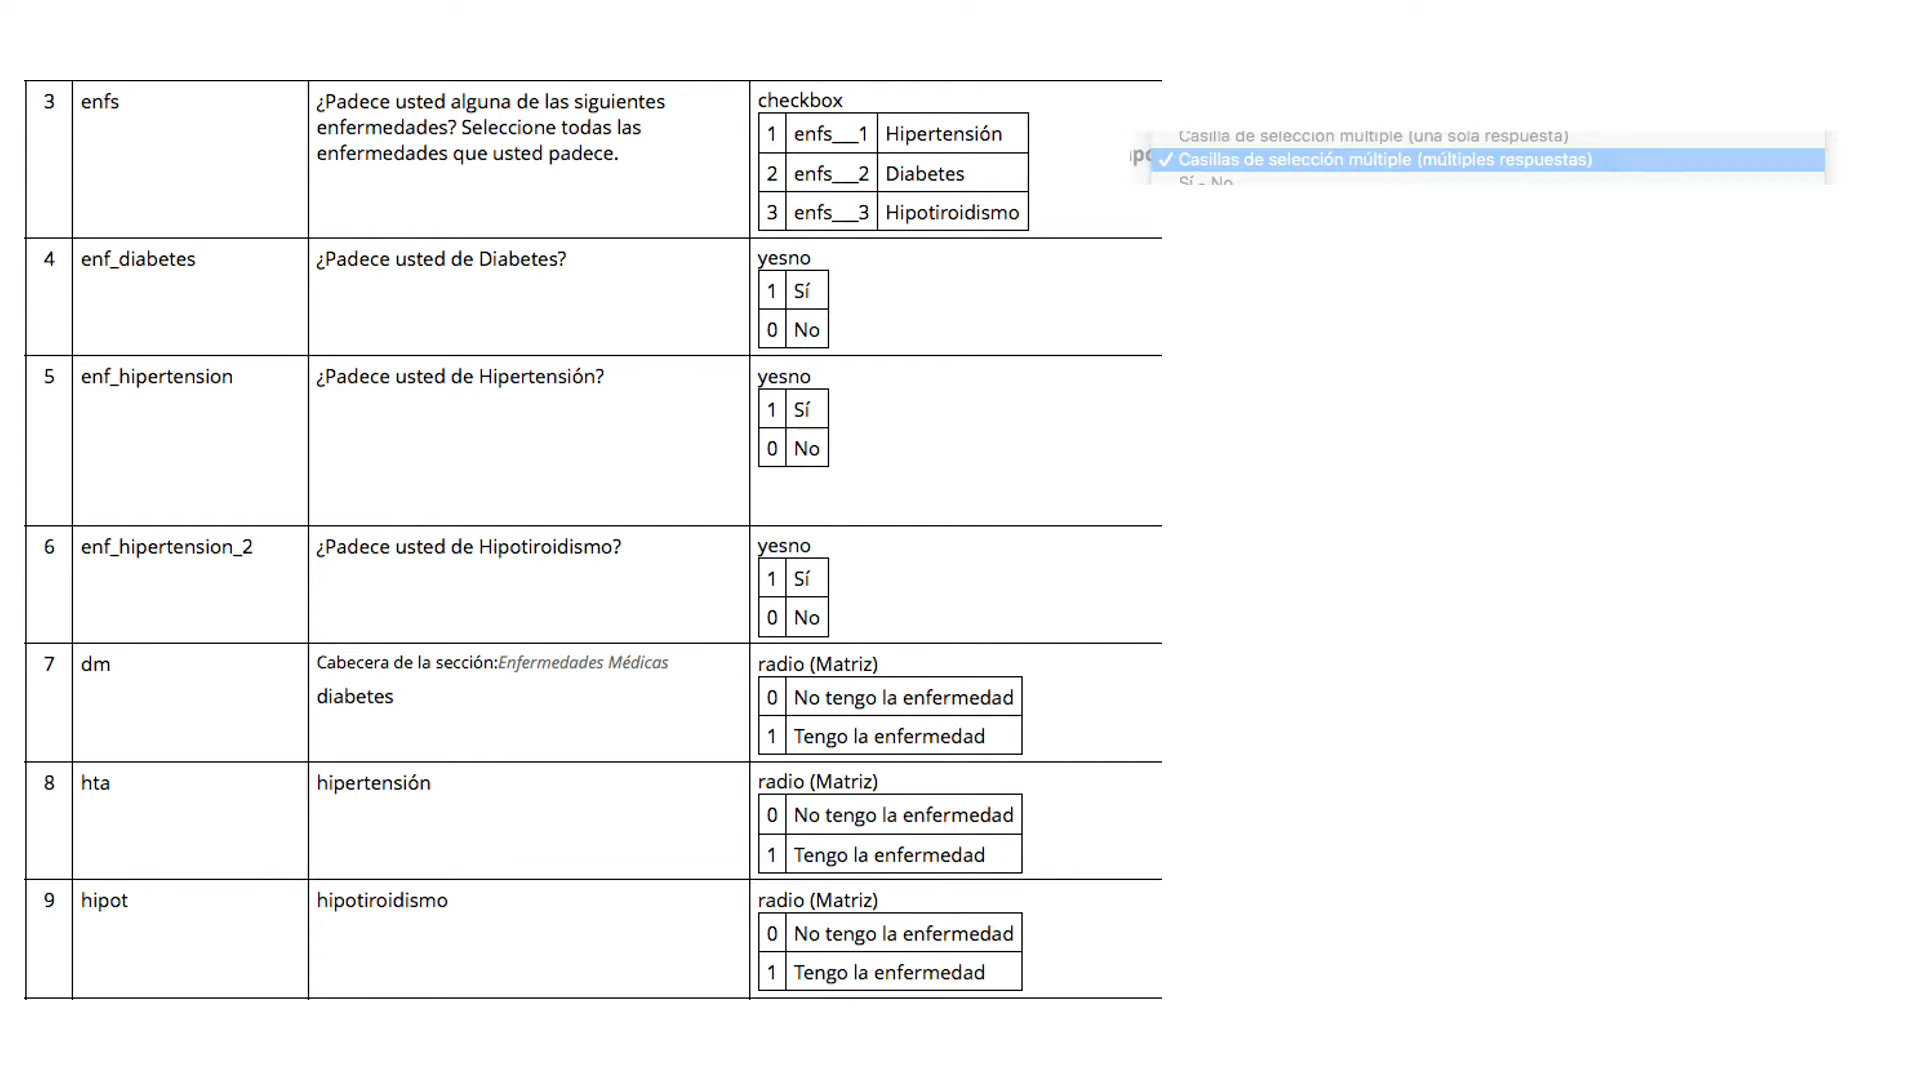 3 enfs ¿Padece usted alguna de las siguientes
enfermedades? Seleccione todas las
enfermedades que usted padece.
checkbox
1 enfs___1 Hipertensión
2 enfs___2 Diabetes
3 enfs___3 Hipotiroidismo
Casilla de selección múltiple (una sola respuesta)
✓ Casillas de selección múltiple (múltiples respuestas)
Sí - No
4 enf_diabetes ¿Padece usted de Diabetes? yesno
1 Sí
0 No
5 enf_hipertension ¿Padece usted de Hipertensión? yesno
1 Sí
0 No
6 enf_hipertension_2 ¿Padece usted de Hipotiroidismo? yesno
1 Sí
0 No
7 dm Cabecera de la sección:Enfermedades Médicas radio (Matriz)
diabetes
0 No tengo la enfermedad
1 Tengo la enfermedad
8 hta hipertensión radio (Matriz)
0 No tengo la enfermedad
1 Tengo la enfermedad
9 hipot hipotiroidismo radio (Matriz)
0 No tengo la enfermedad
1 Tengo la enfermedad